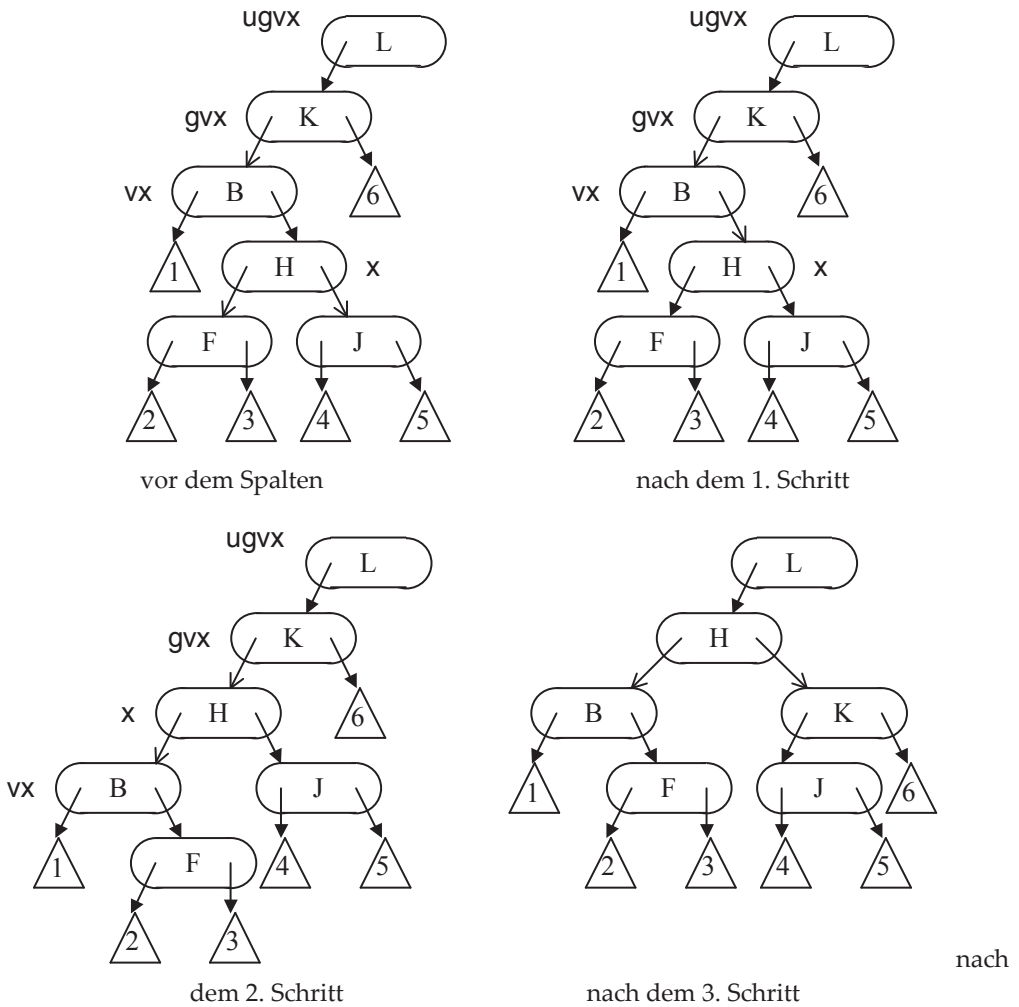 ugvx
L
gvx
K
vx
B
6
1
H
x
F
J
2
3
4
5
vor dem Spalten
ugvx
L
gvx
K
vx
B
6
1
H
x
F
J
2
3
4
5
nach dem 1. Schritt
ugvx
L
gvx
K
x
H
6
vx
B
J
1
F
4
5
2
3
nach
dem 2. Schritt
L
H
B
K
1
F
J
6
2
3
4
5
nach dem 3. Schritt